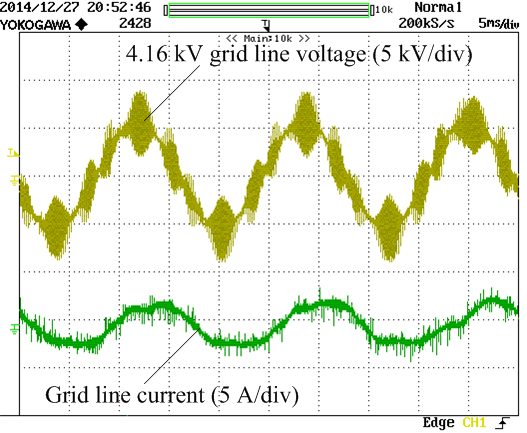 2014/12/27 20:52:46 10k Normal
YOKOGAWA ◆ 2428 200kS/s 5ms/div
<< Main:10k >>
4.16 kV grid line voltage (5 kV/div)
Grid line current (5 A/div)
Edge CH1